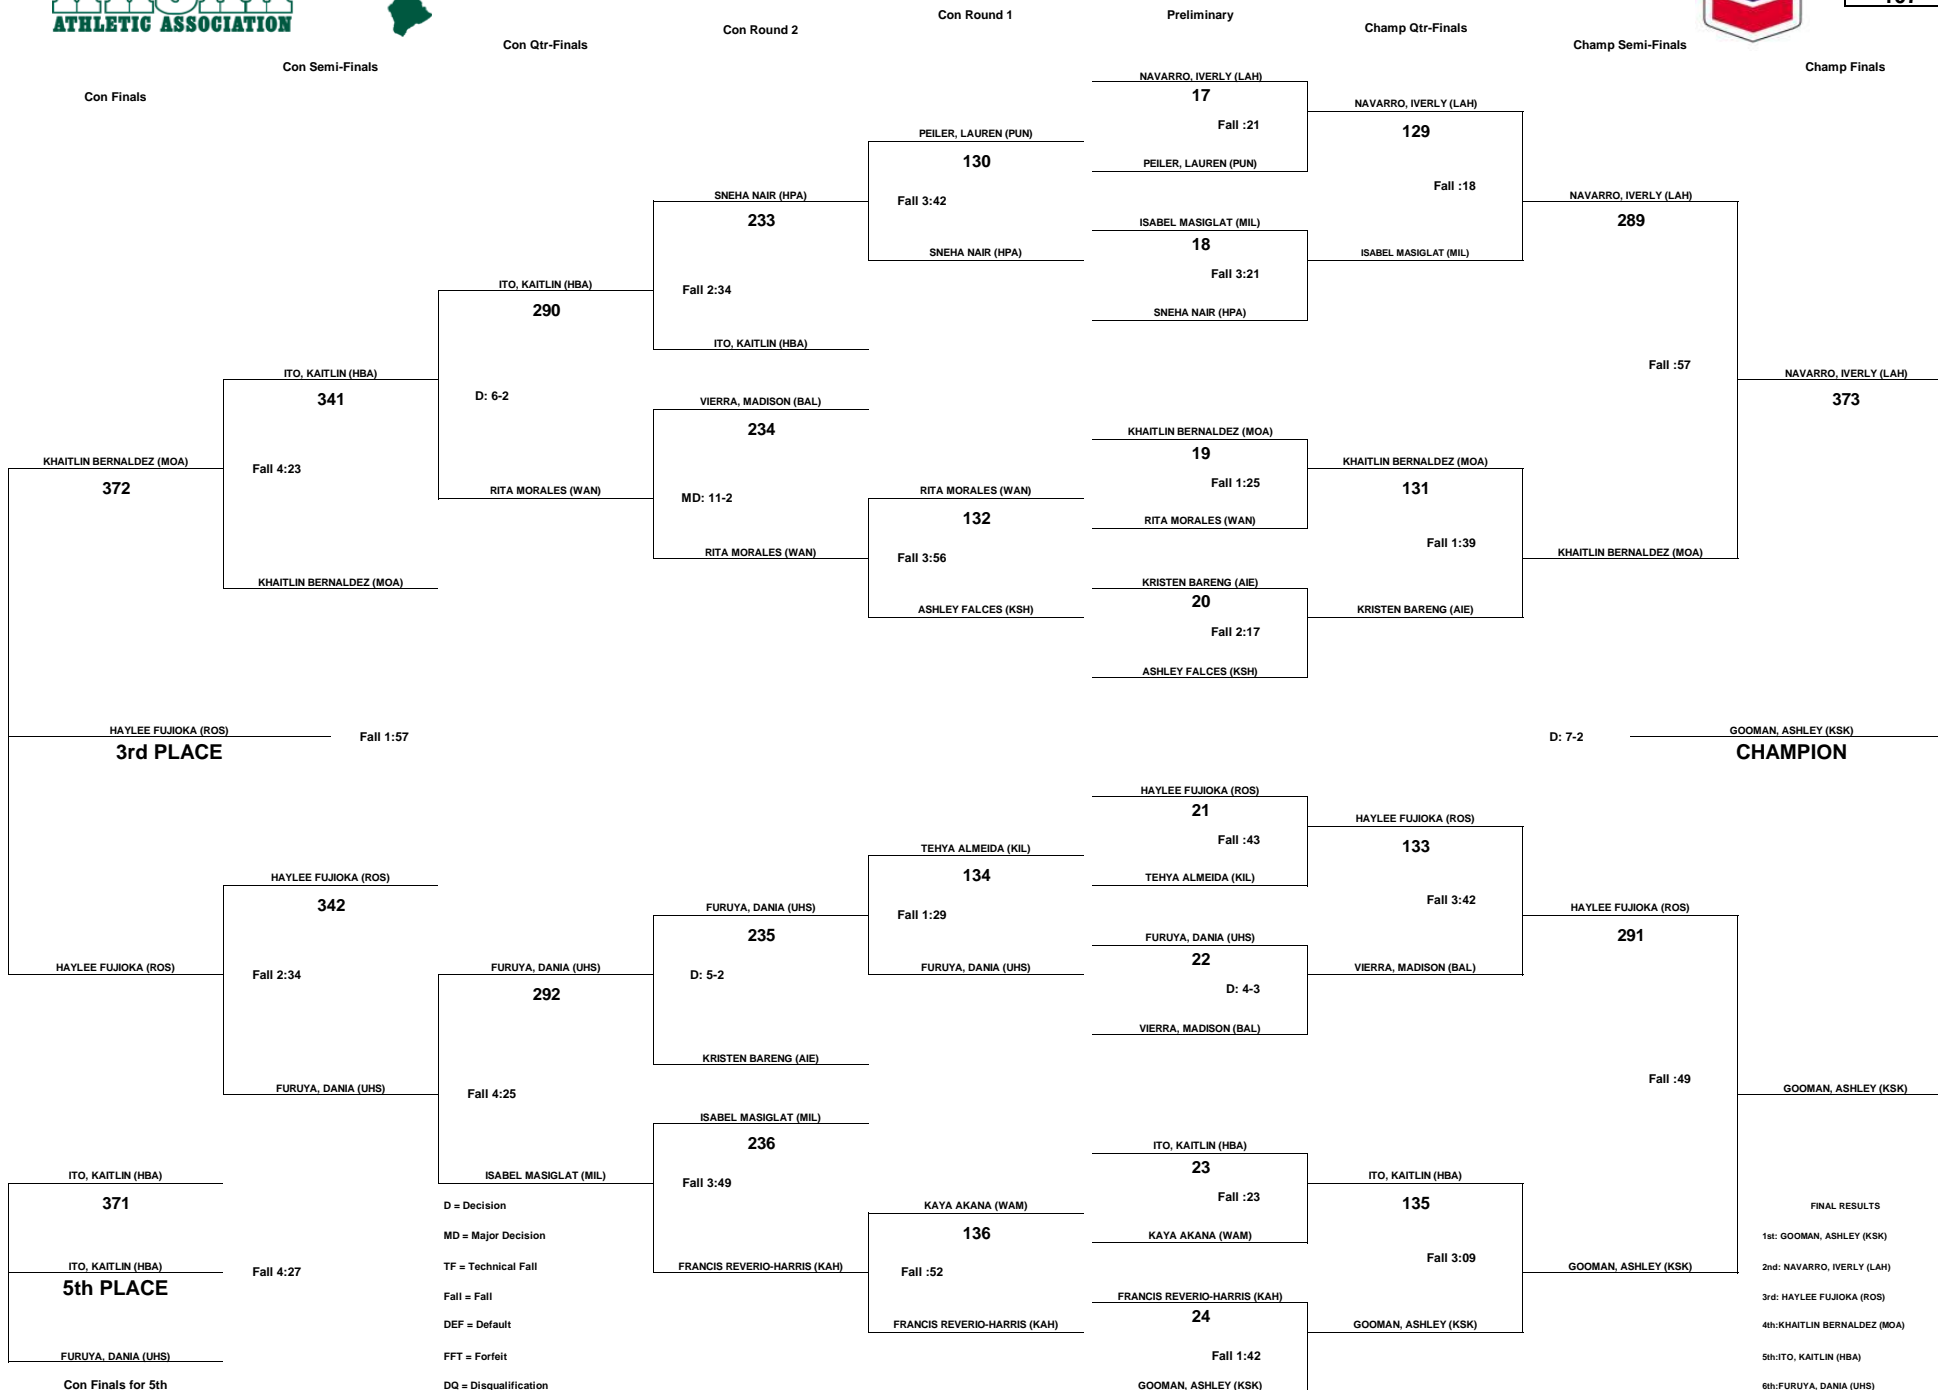 ATHLETIC ASSOCIATION
Con Round 1
Preliminary
Con Round 2
Champ Qtr-Finals
Con Qtr-Finals
Champ Semi-Finals
Con Semi-Finals
Champ Finals
Con Finals
NAVARRO, IVERLY (LAH)
17
Fall :21
PEILER, LAUREN (PUN)
ISABEL MASIGLAT (MIL)
18
Fall 3:21
SNEHA NAIR (HPA)
KHAITLIN BERNALDEZ (MOA)
19
Fall 1:25
RITA MORALES (WAN)
KRISTEN BARENG (AIE)
20
Fall 2:17
ASHLEY FALCES (KSH)
HAYLEE FUJIOKA (ROS)
21
Fall :43
TEHYA ALMEIDA (KIL)
FURUYA, DANIA (UHS)
22
D: 4-3
VIERRA, MADISON (BAL)
ITO, KAITLIN (HBA)
23
Fall :23
KAYA AKANA (WAM)
FRANCIS REVERIO-HARRIS (KAH)
24
Fall 1:42
GOOMAN, ASHLEY (KSK)
NAVARRO, IVERLY (LAH)
129
Fall :18
ISABEL MASIGLAT (MIL)
KHAITLIN BERNALDEZ (MOA)
131
Fall 1:39
KRISTEN BARENG (AIE)
HAYLEE FUJIOKA (ROS)
133
Fall 3:42
VIERRA, MADISON (BAL)
ITO, KAITLIN (HBA)
135
Fall 3:09
GOOMAN, ASHLEY (KSK)
NAVARRO, IVERLY (LAH)
289
Fall :57
KHAITLIN BERNALDEZ (MOA)
HAYLEE FUJIOKA (ROS)
291
Fall :49
GOOMAN, ASHLEY (KSK)
NAVARRO, IVERLY (LAH)
373
D: 7-2
GOOMAN, ASHLEY (KSK)
CHAMPION
GOOMAN, ASHLEY (KSK)
PEILER, LAUREN (PUN)
130
Fall 3:42
SNEHA NAIR (HPA)
RITA MORALES (WAN)
132
Fall 3:56
ASHLEY FALCES (KSH)
TEHYA ALMEIDA (KIL)
134
Fall 1:29
FURUYA, DANIA (UHS)
KAYA AKANA (WAM)
136
Fall :52
FRANCIS REVERIO-HARRIS (KAH)
SNEHA NAIR (HPA)
233
Fall 2:34
ITO, KAITLIN (HBA)
VIERRA, MADISON (BAL)
234
MD: 11-2
RITA MORALES (WAN)
FURUYA, DANIA (UHS)
235
D: 5-2
KRISTEN BARENG (AIE)
ISABEL MASIGLAT (MIL)
236
Fall 3:49
FRANCIS REVERIO-HARRIS (KAH)
ITO, KAITLIN (HBA)
290
D: 6-2
RITA MORALES (WAN)
FURUYA, DANIA (UHS)
292
Fall 4:25
ISABEL MASIGLAT (MIL)
ITO, KAITLIN (HBA)
341
Fall 4:23
KHAITLIN BERNALDEZ (MOA)
HAYLEE FUJIOKA (ROS)
342
Fall 2:34
FURUYA, DANIA (UHS)
KHAITLIN BERNALDEZ (MOA)
372
HAYLEE FUJIOKA (ROS)
Fall 1:57
3rd PLACE
HAYLEE FUJIOKA (ROS)
ITO, KAITLIN (HBA)
371
ITO, KAITLIN (HBA)
Fall 4:27
5th PLACE
FURUYA, DANIA (UHS)
Con Finals for 5th
D = Decision
MD = Major Decision
TF = Technical Fall
Fall = Fall
DEF = Default
FFT = Forfeit
DQ = Disqualification
FINAL RESULTS
1st: GOOMAN, ASHLEY (KSK)
2nd: NAVARRO, IVERLY (LAH)
3rd: HAYLEE FUJIOKA (ROS)
4th:KHAITLIN BERNALDEZ (MOA)
5th:ITO, KAITLIN (HBA)
6th:FURUYA, DANIA (UHS)